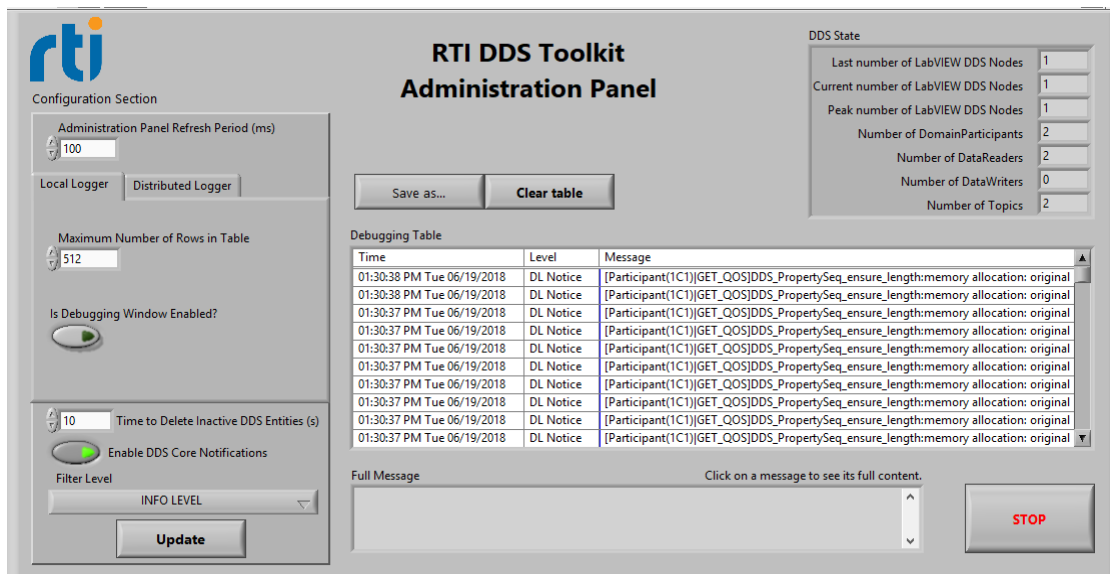 rti
RTI DDS Toolkit
Administration Panel
DDS State
Last number of LabVIEW DDS Nodes 1
Current number of LabVIEW DDS Nodes 1
Peak number of LabVIEW DDS Nodes 1
Number of DomainParticipants 2
Number of DataReaders 2
Number of DataWriters 0
Number of Topics 2
Configuration Section
Administration Panel Refresh Period (ms)
100
Local Logger Distributed Logger
Maximum Number of Rows in Table
512
Is Debugging Window Enabled?
10 Time to Delete Inactive DDS Entities (s)
Enable DDS Core Notifications
Filter Level
INFO LEVEL
Update
Save as... Clear table
Debugging Table
Time Level Message
01:30:38 PM Tue 06/19/2018 DL Notice [Participant(1C1)|GET_QOS]DDS_PropertySeq_ensure_length:memory allocation: original
01:30:38 PM Tue 06/19/2018 DL Notice [Participant(1C1)|GET_QOS]DDS_PropertySeq_ensure_length:memory allocation: original
01:30:37 PM Tue 06/19/2018 DL Notice [Participant(1C1)|GET_QOS]DDS_PropertySeq_ensure_length:memory allocation: original
01:30:37 PM Tue 06/19/2018 DL Notice [Participant(1C1)|GET_QOS]DDS_PropertySeq_ensure_length:memory allocation: original
01:30:37 PM Tue 06/19/2018 DL Notice [Participant(1C1)|GET_QOS]DDS_PropertySeq_ensure_length:memory allocation: original
01:30:37 PM Tue 06/19/2018 DL Notice [Participant(1C1)|GET_QOS]DDS_PropertySeq_ensure_length:memory allocation: original
01:30:37 PM Tue 06/19/2018 DL Notice [Participant(1C1)|GET_QOS]DDS_PropertySeq_ensure_length:memory allocation: original
01:30:37 PM Tue 06/19/2018 DL Notice [Participant(1C1)|GET_QOS]DDS_PropertySeq_ensure_length:memory allocation: original
01:30:37 PM Tue 06/19/2018 DL Notice [Participant(1C1)|GET_QOS]DDS_PropertySeq_ensure_length:memory allocation: original
01:30:37 PM Tue 06/19/2018 DL Notice [Participant(1C1)|GET_QOS]DDS_PropertySeq_ensure_length:memory allocation: original
Full Message Click on a message to see its full content.
STOP